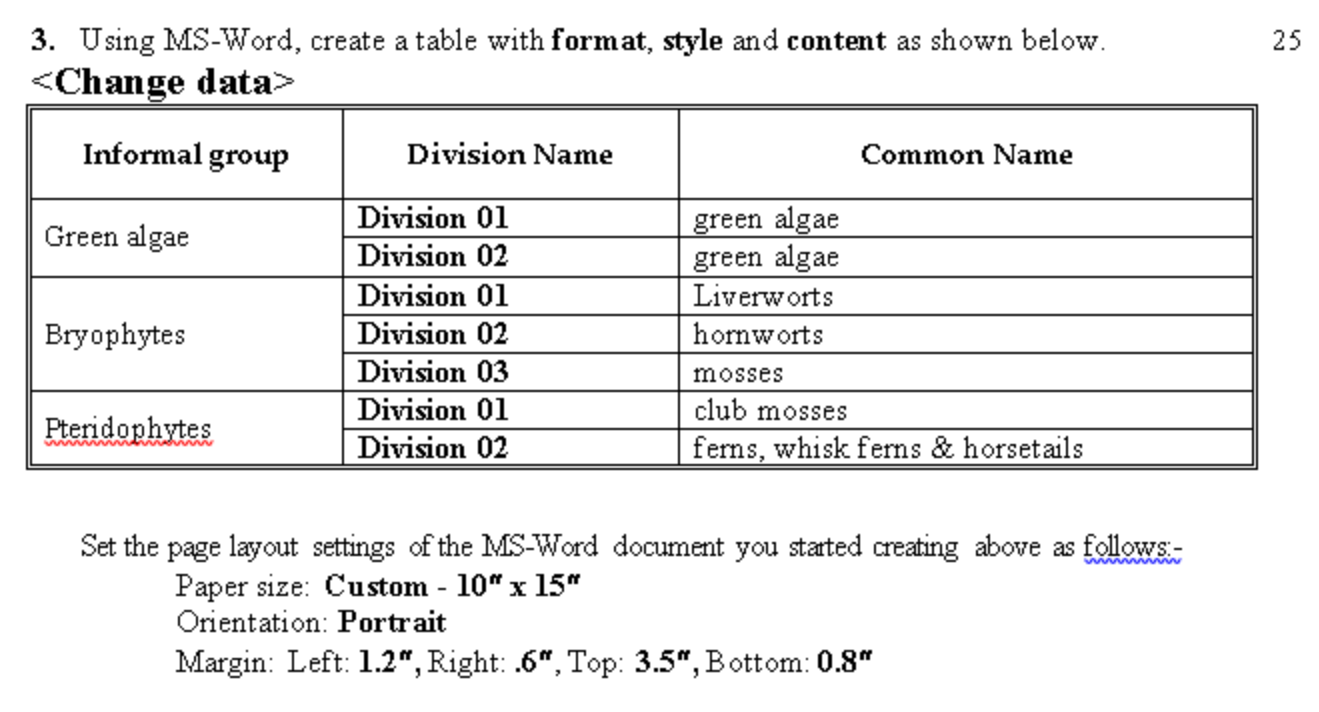 3. Using MS-Word, create a table with format, style and content as shown below. 25
<Change data>
Informal group Division Name Common Name
Green algae
Division 01 green algae
Division 02 green algae
Bryophytes
Division 01 Liverworts
Division 02 hornworts
Division 03 mosses
Pteridophytes
Division 01 club mosses
Division 02 ferns, whisk ferns & horsetails
Set the page layout settings of the MS-Word document you started creating above as follows:-
Paper size: Custom - 10" x 15"
Orientation: Portrait
Margin: Left: 1.2", Right: .6", Top: 3.5", Bottom: 0.8"